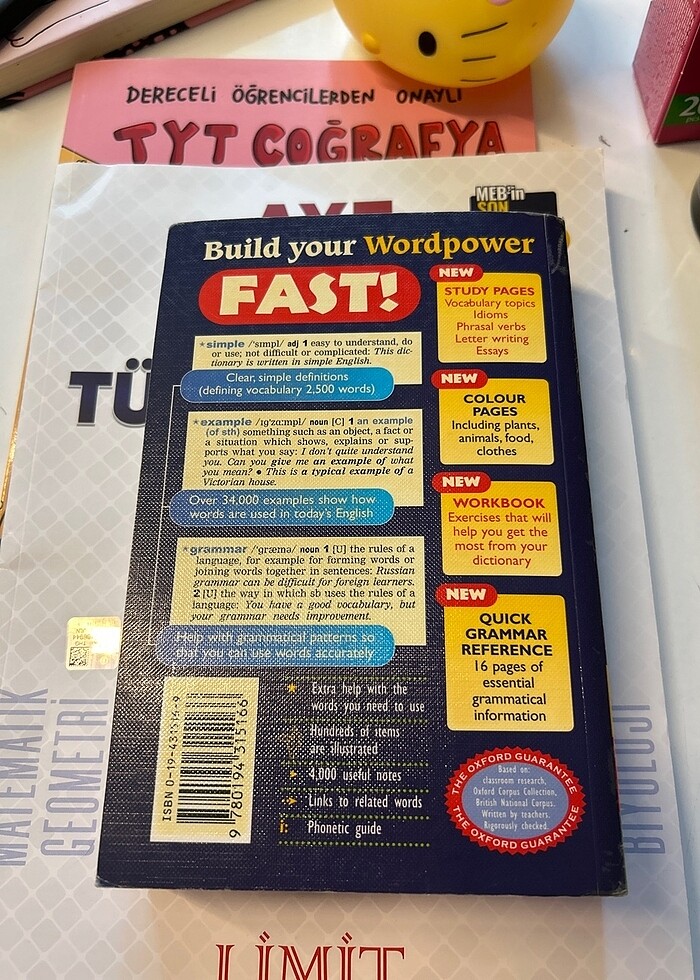 DERECELİ ÖĞRENCİLERDEN ONAYLI
TYT COĞRAFYA
MEB'in
SON
TÜ
Build your Wordpower
FAST!
simple /ˈsɪmpl/ adj 1 easy to understand, do
or use; not difficult or complicated: This dic-
tionary is written in simple English.
Clear, simple definitions
(defining vocabulary 2,500 words)
example /ɪɡˈzɑːmpl/ noun [C] 1 an example
(of sth) something such as an object, a fact or
a situation which shows, explains or sup-
ports what you say: I don't quite understand
you. Can you give me an example of what
you mean? • This is a typical example of a
Victorian house.
Over 34,000 examples show how
words are used in today's English
grammar /ˈɡræmə/ noun 1 [U] the rules of a
language, for example for forming words or
joining words together in sentences: Russian
grammar can be difficult for foreign learners.
2 [U] the way in which sb uses the rules of a
language: You have a good vocabulary, but
your grammar needs improvement.
Help with grammatical patterns so
that you can use words accurately
NEW
STUDY PAGES
Vocabulary topics
Idioms
Phrasal verbs
Letter writing
Essays
NEW
COLOUR
PAGES
Including plants,
animals, food,
clothes
NEW
WORKBOOK
Exercises that will
help you get the
most from your
dictionary
NEW
QUICK
GRAMMAR
REFERENCE
16 pages of
essential
grammatical
information
Extra help with the
words you need to use
Hundreds of items
are illustrated
4,000 useful notes
Links to related words
Phonetic guide
THE OXFORD GUARANTEE
Based on:
classroom research,
Oxford Corpus Collection,
British National Corpus.
Written by teachers.
Rigorously checked.
THE OXFORD GUARANTEE
ISBN 0-19-431516-9
9 780194 315166
MATEMATİK
GEOMETRİ
BİYOLOJİ
LİMİT